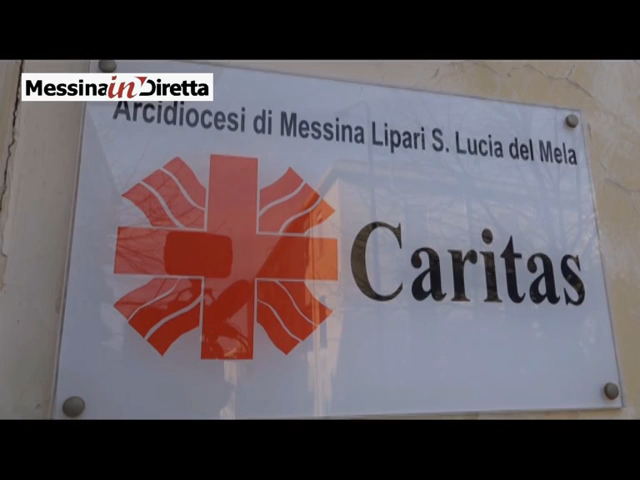 MessinainDiretta
Arcidiocesi di Messina Lipari S. Lucia del Mela
Caritas